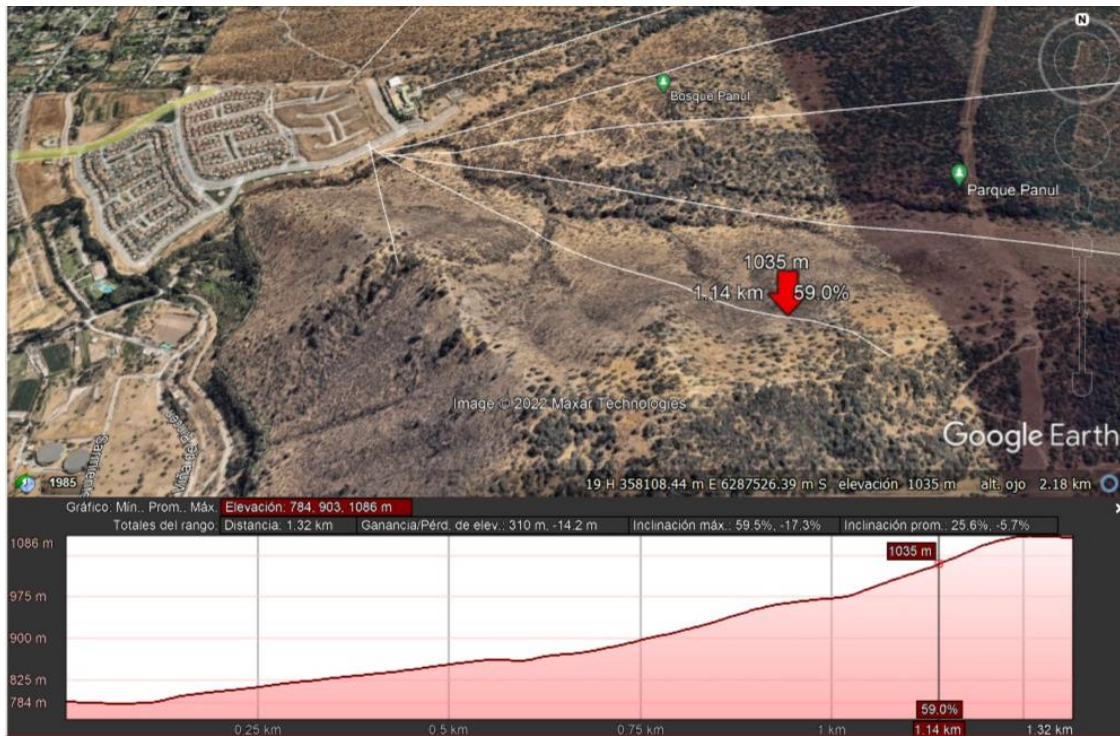 N
Bosque Panul
Parque Panul
1035 m
1.14 km 59.0%
Image © 2022 Maxar Technologies
Google Earth
1985
19 H 358108.44 m E 6287526.39 m S elevación 1035 m alt. ojo 2.18 km
Gráfico: Mín., Prom., Máx. Elevación: 784, 903, 1086 m
Totales del rango: Distancia: 1.32 km Ganancia/Pérd. de elev.: 310 m, -14.2 m Inclinación máx.: 59.5%, -17.3% Inclinación prom.: 25.6%, -5.7%
1086 m
1035 m
975 m
900 m
825 m
784 m
59.0%
0.25 km 0.5 km 0.75 km 1 km 1.14 km 1.32 km